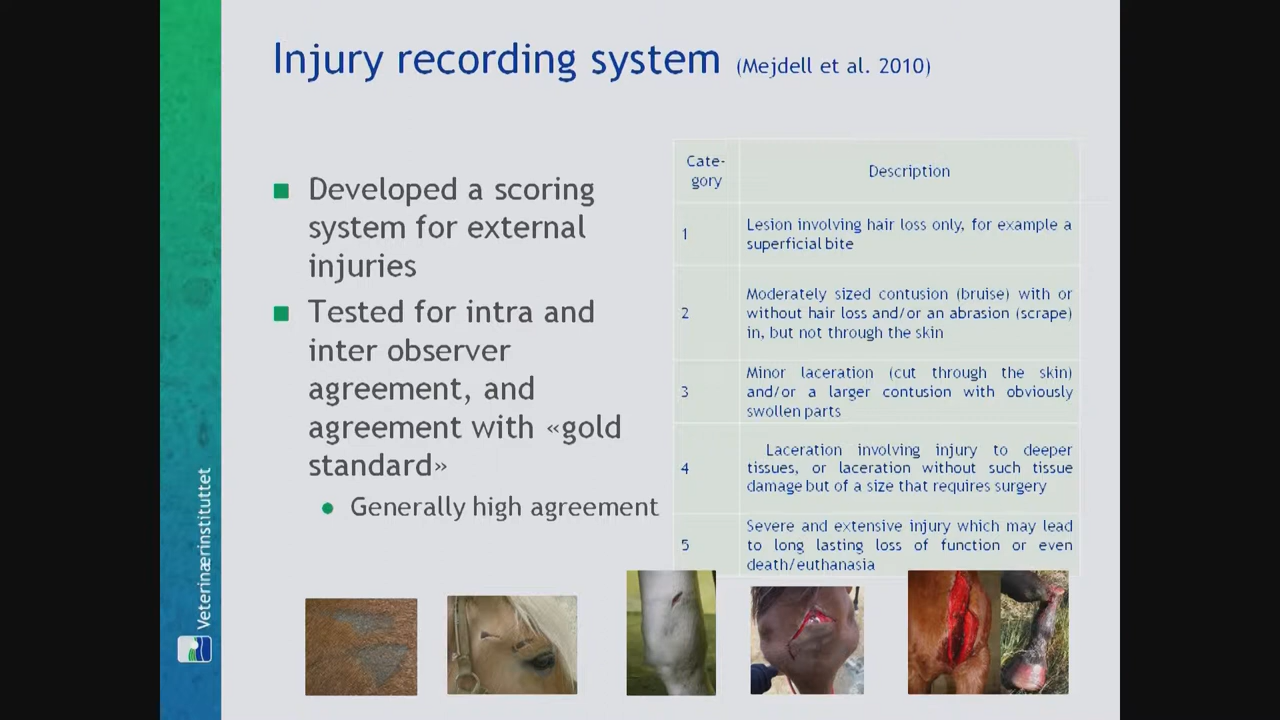 Injury recording system (Mejdell et al. 2010)
■ Developed a scoring
system for external
injuries
■ Tested for intra and
inter observer
agreement, and
agreement with «gold
standard»
● Generally high agreement
Cate-
gory
Description
1
Lesion involving hair loss only, for example a
superficial bite
2
Moderately sized contusion (bruise) with or
without hair loss and/or an abrasion (scrape)
in, but not through the skin
3
Minor laceration (cut through the skin)
and/or a larger contusion with obviously
swollen parts
4
Laceration involving injury to deeper
tissues, or laceration without such tissue
damage but of a size that requires surgery
5
Severe and extensive injury which may lead
to long lasting loss of function or even
death/euthanasia
Veterinærinstituttet